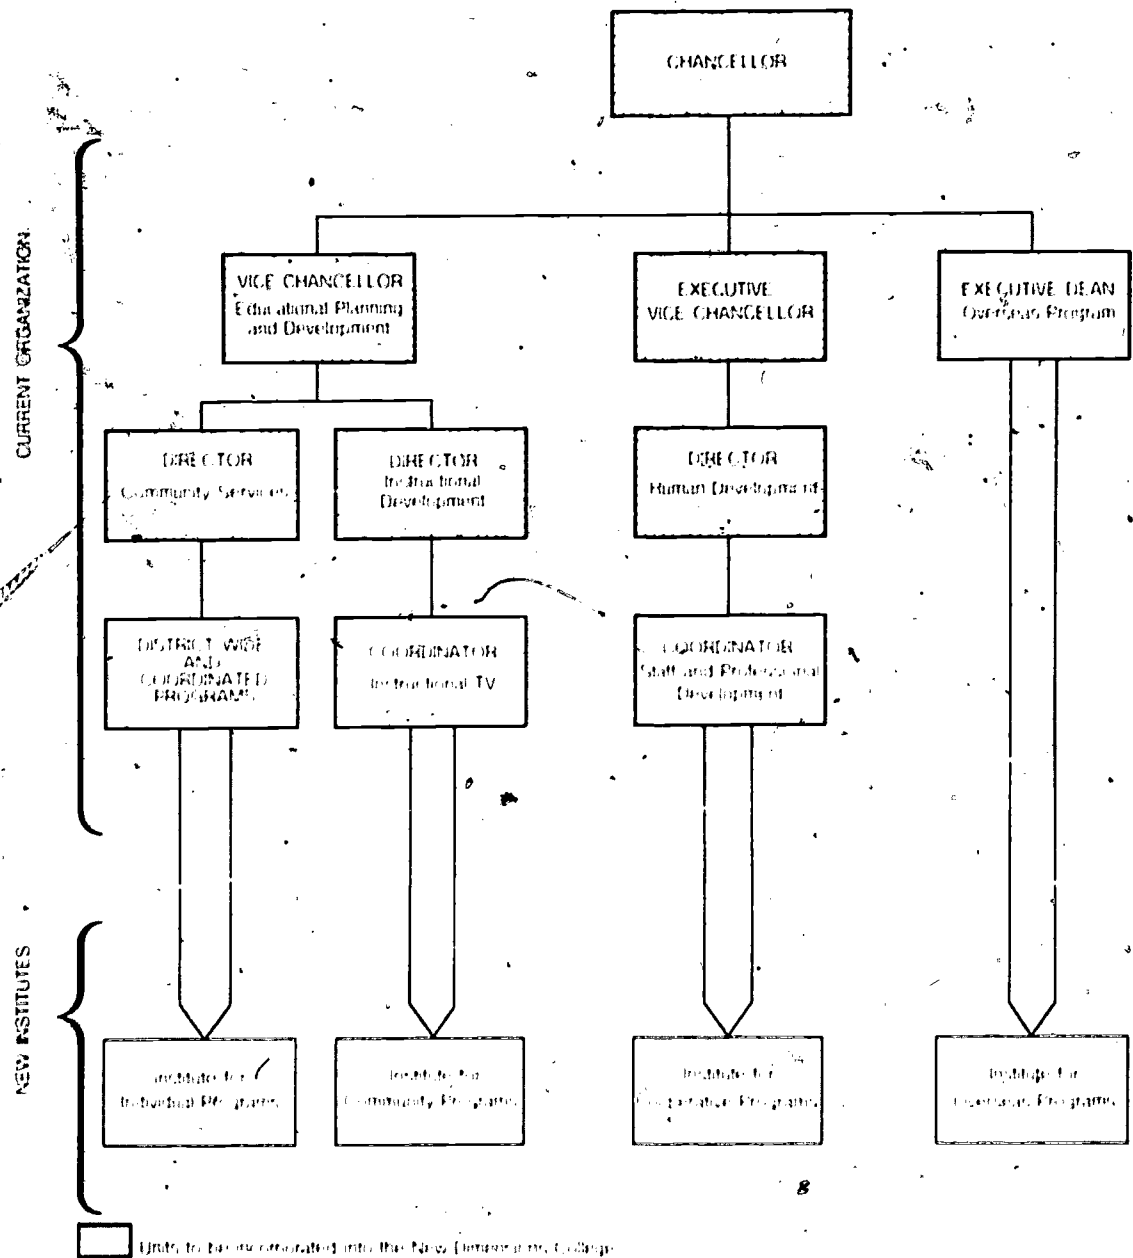 CHANCELLOR
CURRENT ORGANIZATION
VICE CHANCELLOR
Educational Planning
and Development
EXECUTIVE
VICE CHANCELLOR
EXECUTIVE DEAN
Overseas Program
DIRECTOR
Community Services
DIRECTOR
Instructional
Development
DIRECTOR
Human Development
DISTRICT WIDE
AND
COORDINATED
PROGRAMS
COORDINATOR
Instructional TV
COORDINATOR
Staff and Professional
Development
NEW INSTITUTES
Institute for
Individual Programs
Institute for
Community Programs
Institute for
Cooperative Programs
Institute for
Overseas Programs
8
Units to be incorporated into the New Dimensions College